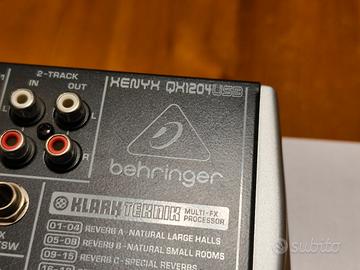 XENYX QX1204USB
2-TRACK
IN OUT
L L
R
behringer
KLARK TEKNIK MULTI-FX PROCESSOR
01-04 REVERB A - NATURAL LARGE HALLS
05-08 REVERB B - NATURAL SMALL ROOMS
09-15 REVERB C - SPECIAL REVERBS
subito